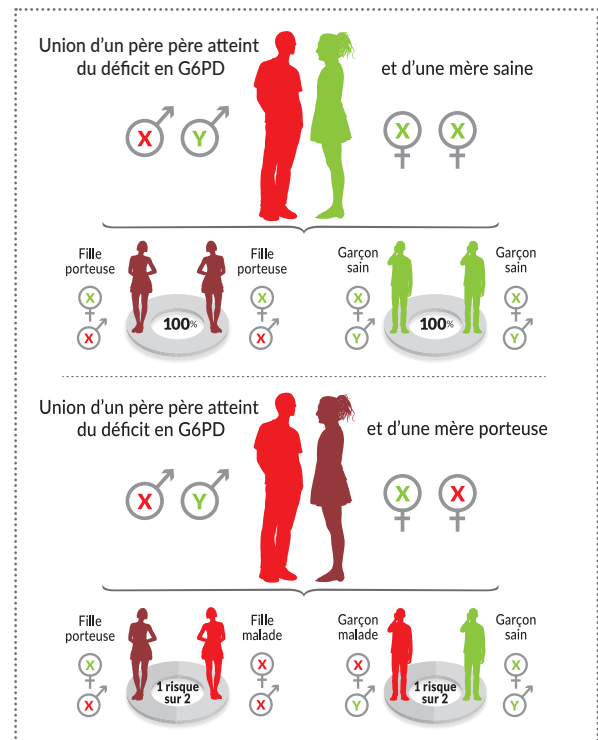 Union d’un père père atteint
du déficit en G6PD
et d’une mère saine
X Y X X
Fille
porteuse
X
X
100%
Fille
porteuse
X
X
Garçon
sain
X
Y
100%
Garçon
sain
X
Y
Union d’un père père atteint
du déficit en G6PD
et d’une mère porteuse
X Y X X
Fille
porteuse
X
X
1 risque
sur 2
Fille
malade
X
X
Garçon
malade
X
Y
1 risque
sur 2
Garçon
sain
X
Y